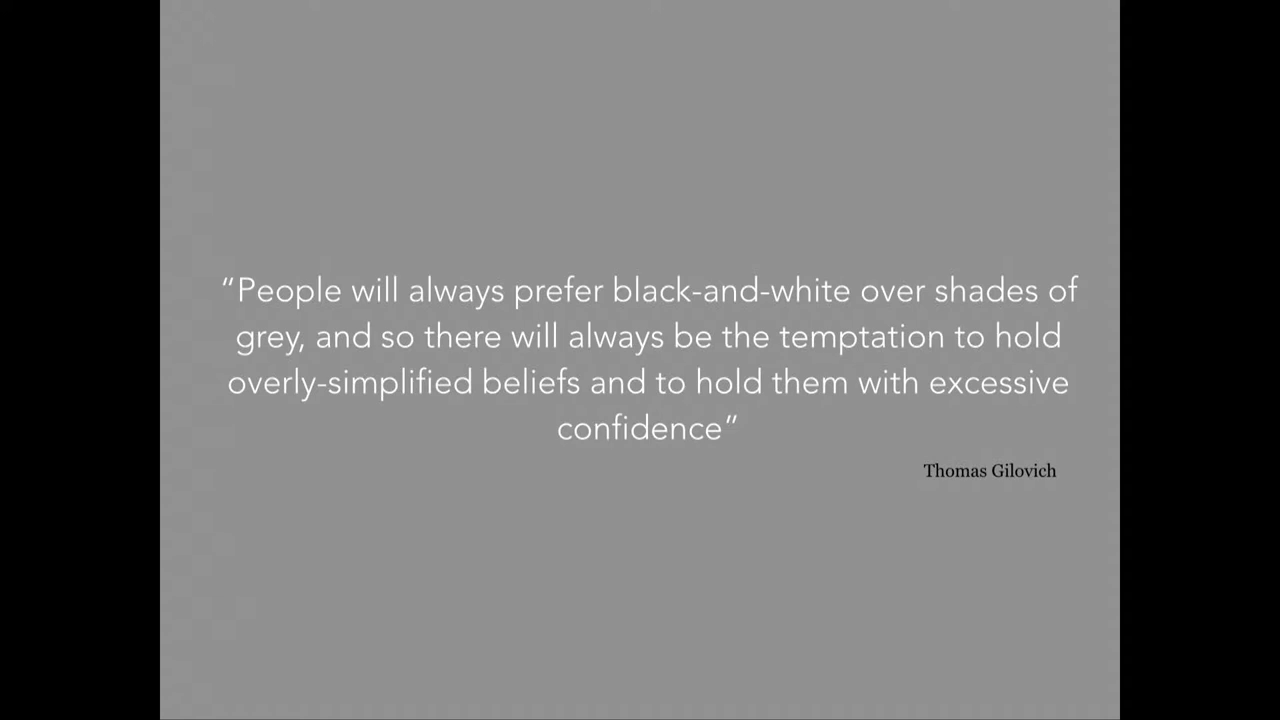 “People will always prefer black-and-white over shades of
grey, and so there will always be the temptation to hold
overly-simplified beliefs and to hold them with excessive
confidence”
Thomas Gilovich